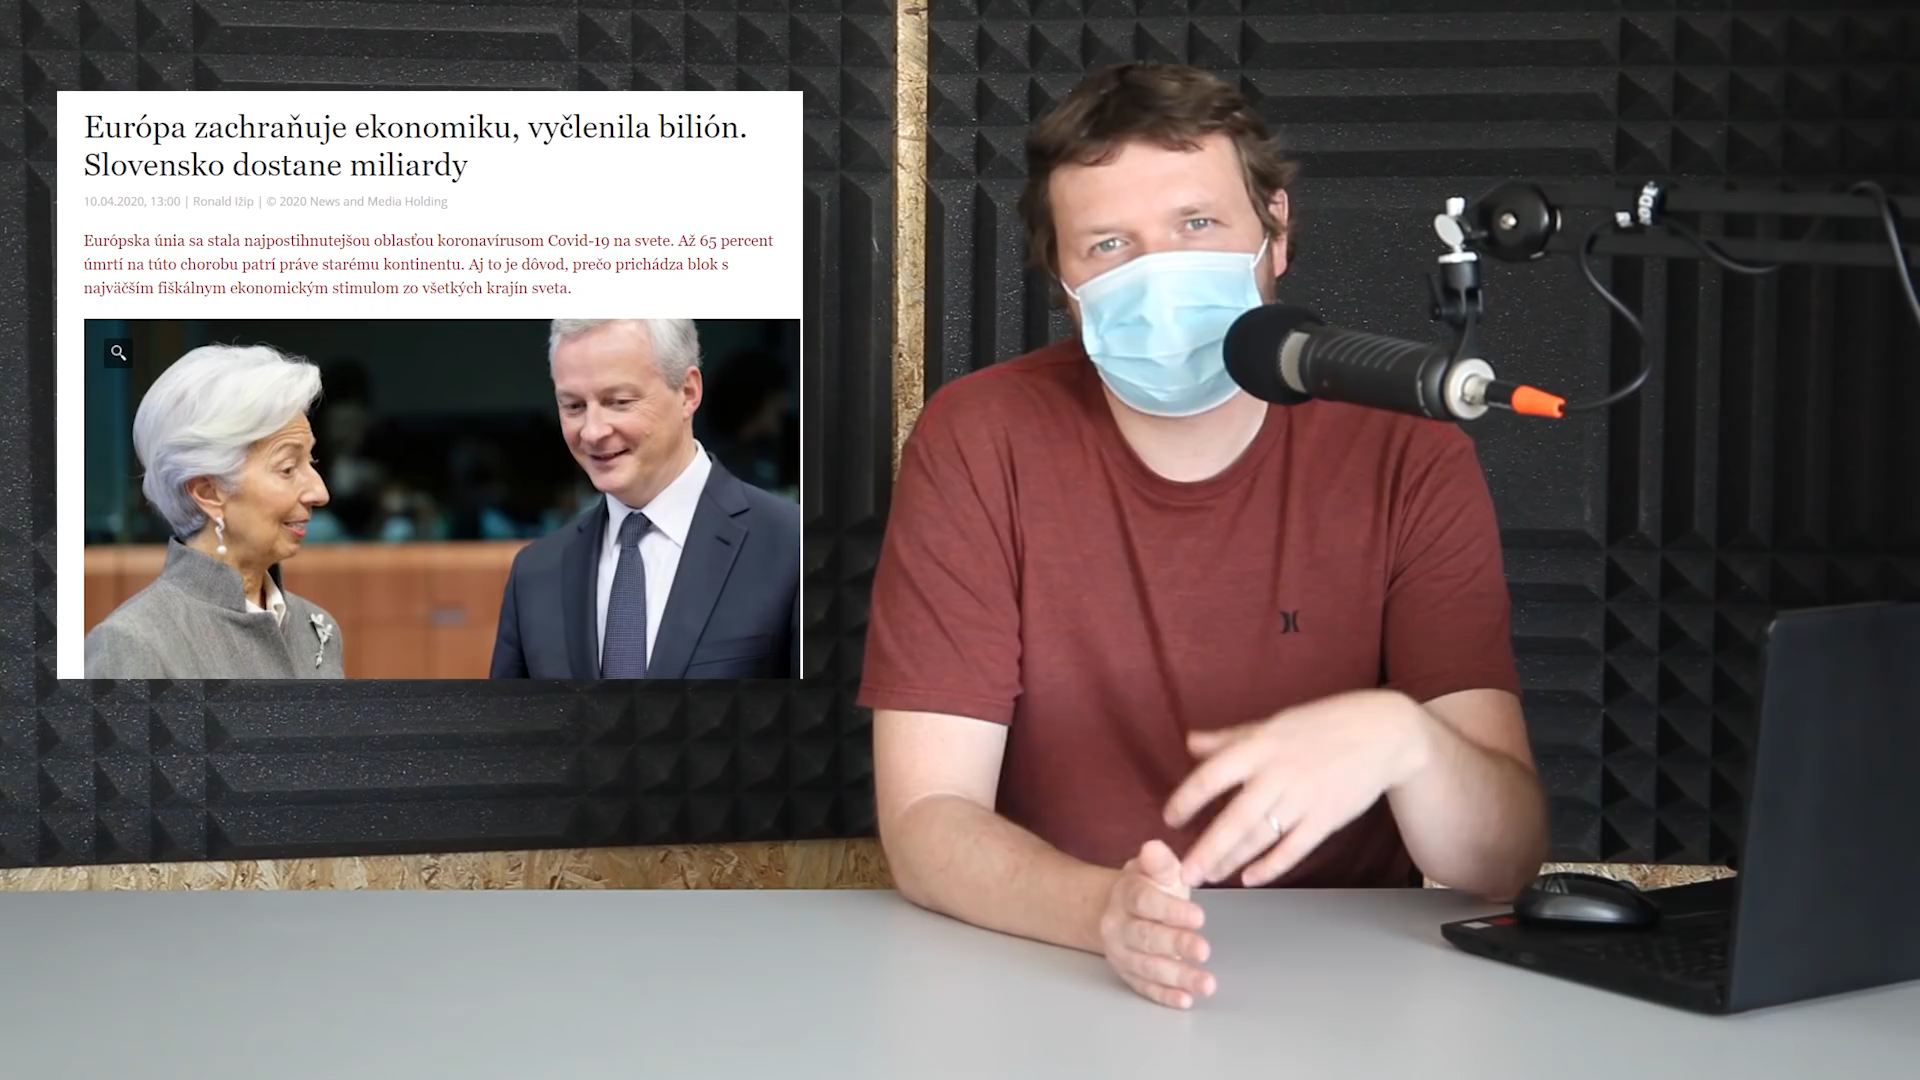 Európa zachraňuje ekonomiku, vyčlenila bilión.
Slovensko dostane miliardy
10.04.2020, 13:00 | Ronald Ižip | © 2020 News and Media Holding
Európska únia sa stala najpostihnutejšou oblasťou koronavírusom Covid-19 na svete. Až 65 percent
úmrtí na túto chorobu patrí práve starému kontinentu. Aj to je dôvod, prečo prichádza blok s
najväčším fiškálnym ekonomickým stimulom zo všetkých krajín sveta.